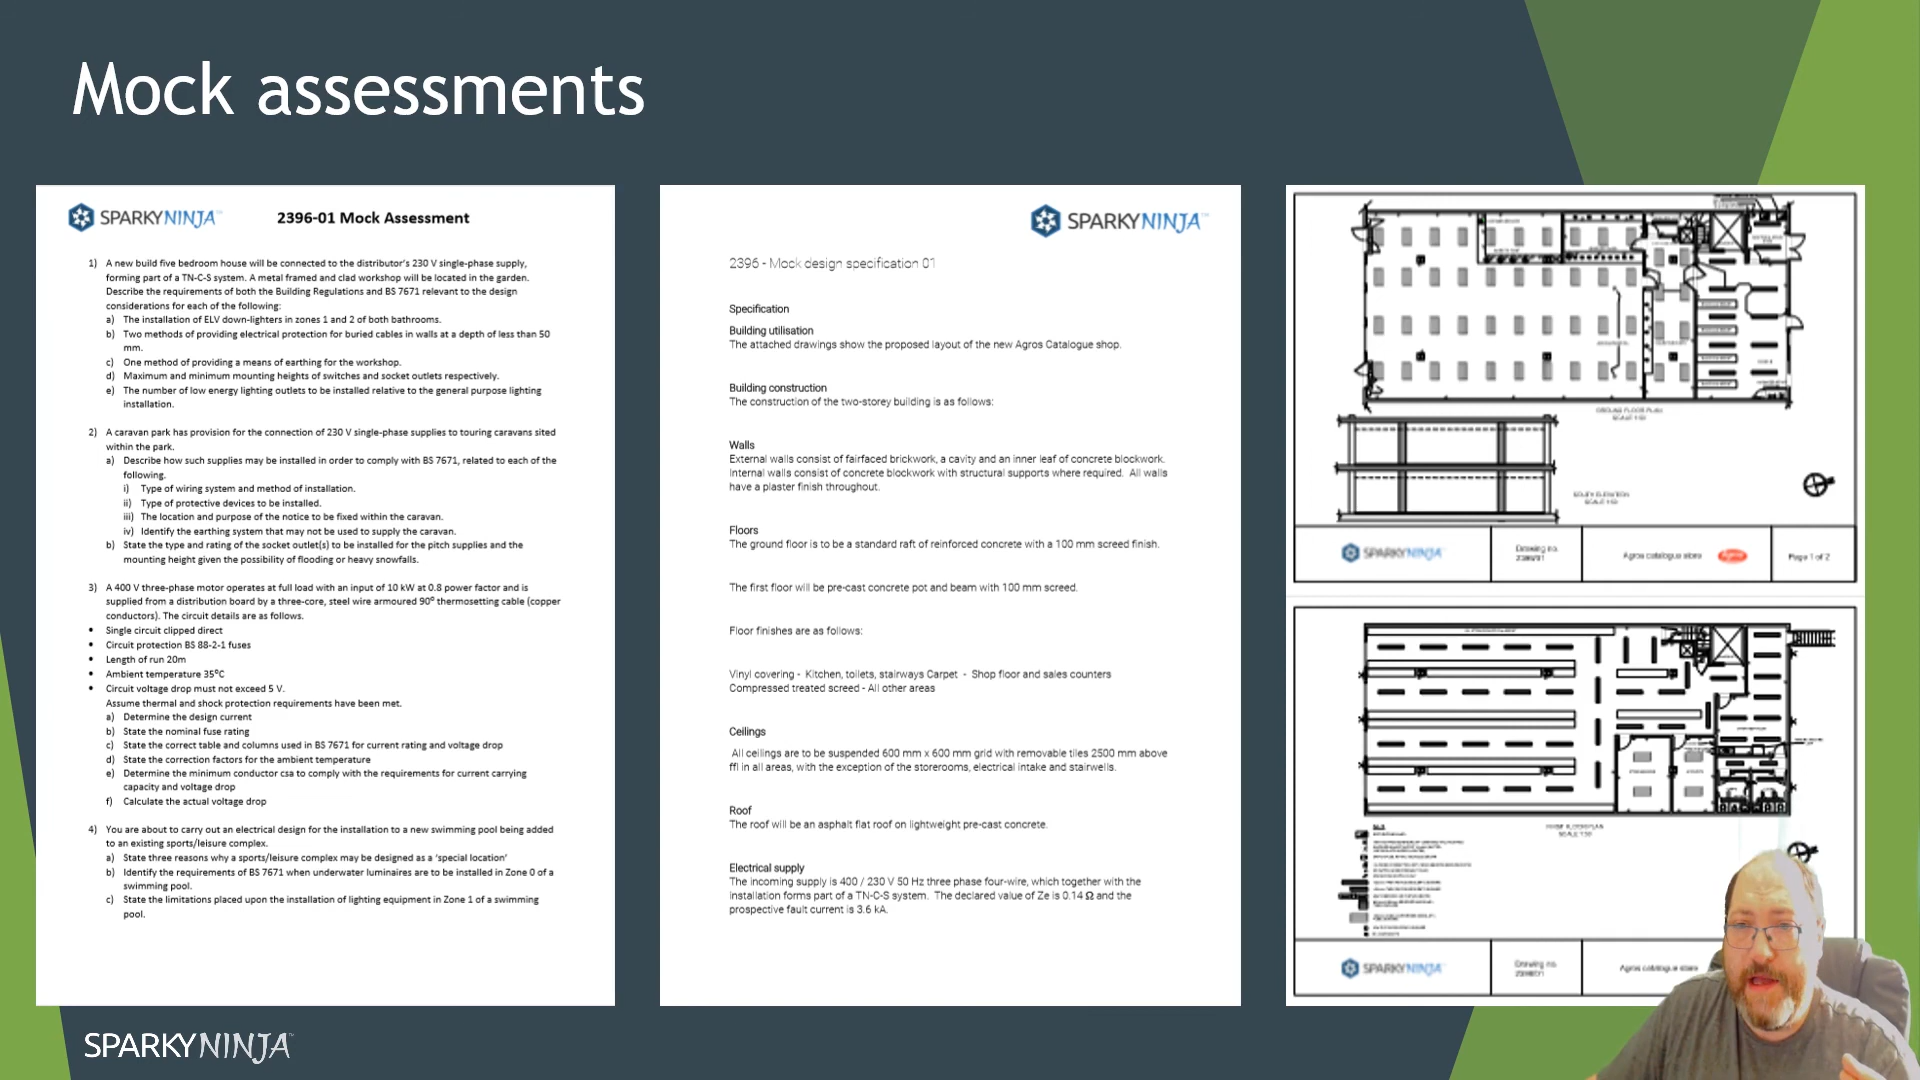 Mock assessments
SPARKYNINJA™
2396-01 Mock Assessment
1) A new build five bedroom house will be connected to the distributor's 230 V single-phase supply,
forming part of a TN-C-S system. A metal framed and clad workshop will be located in the garden.
Describe the requirements of both the Building Regulations and BS 7671 relevant to the design
considerations for each of the following:
a) The installation of ELV down-lighters in zones 1 and 2 of both bathrooms.
b) Two methods of providing electrical protection for buried cables in walls at a depth of less than 50
mm.
c) One method of providing a means of earthing for the workshop.
d) Maximum and minimum mounting heights of switches and socket outlets respectively.
e) The number of low energy lighting outlets to be installed relative to the general purpose lighting
installation.
2) A caravan park has provision for the connection of 230 V single-phase supplies to touring caravans sited
within the park.
a) Describe how such supplies may be installed in order to comply with BS 7671, related to each of the
following.
i) Type of wiring system and method of installation.
ii) Type of protective devices to be installed.
iii) The location and purpose of the notice to be fixed within the caravan.
iv) Identify the earthing system that may not be used to supply the caravan.
b) State the type and rating of the socket outlet(s) to be installed for the pitch supplies and the
mounting height given the possibility of flooding or heavy snowfalls.
3) A 400 V three-phase motor operates at full load with an input of 10 kW at 0.8 power factor and is
supplied from a distribution board by a three-core, steel wire armoured 90⁰ thermosetting cable (copper
conductors). The circuit details are as follows.
• Single circuit clipped direct
• Circuit protection BS 88-2-1 fuses
• Length of run 20m
• Ambient temperature 35⁰C
• Circuit voltage drop must not exceed 5 V.
Assume thermal and shock protection requirements have been met.
a) Determine the design current
b) State the nominal fuse rating
c) State the correct table and columns used in BS 7671 for current rating and voltage drop
d) State the correction factors for the ambient temperature
e) Determine the minimum conductor csa to comply with the requirements for current carrying
capacity and voltage drop
f) Calculate the actual voltage drop
4) You are about to carry out an electrical design for the installation to a new swimming pool being added
to an existing sports/leisure complex.
a) State three reasons why a sports/leisure complex may be designed as a 'special location'
b) Identify the requirements of BS 7671 when underwater luminaires are to be installed in Zone 0 of a
swimming pool.
c) State the limitations placed upon the installation of lighting equipment in Zone 1 of a swimming
pool.
SPARKYNINJA™
2396 - Mock design specification 01
Specification
Building utilisation
The attached drawings show the proposed layout of the new Agros Catalogue shop.
Building construction
The construction of the two-storey building is as follows:
Walls
External walls consist of fairfaced brickwork, a cavity and an inner leaf of concrete blockwork.
Internal walls consist of concrete blockwork with structural supports where required. All walls
have a plaster finish throughout.
Floors
The ground floor is to be a standard raft of reinforced concrete with a 100 mm screed finish.
The first floor will be pre-cast concrete pot and beam with 100 mm screed.
Floor finishes are as follows:
Vinyl covering - Kitchen, toilets, stairways Carpet - Shop floor and sales counters
Compressed treated screed - All other areas
Ceilings
All ceilings are to be suspended 600 mm x 600 mm grid with removable tiles 2500 mm above
ffl in all areas, with the exception of the storerooms, electrical intake and stairwells.
Roof
The roof will be an asphalt flat roof on lightweight pre-cast concrete.
Electrical supply
The incoming supply is 400 / 230 V 50 Hz three phase four-wire, which together with the
installation forms part of a TN-C-S system. The declared value of Ze is 0.14 Ω and the
prospective fault current is 3.6 kA.
GROUND FLOOR PLAN
SOUTH ELEVATION
SPARKYNINJA
Drawing no.
Agros catalogue store
Page 1 of 2
FIRST FLOOR PLAN
SPARKYNINJA
Drawing no.
Agros catalogue store
SPARKYNINJA™